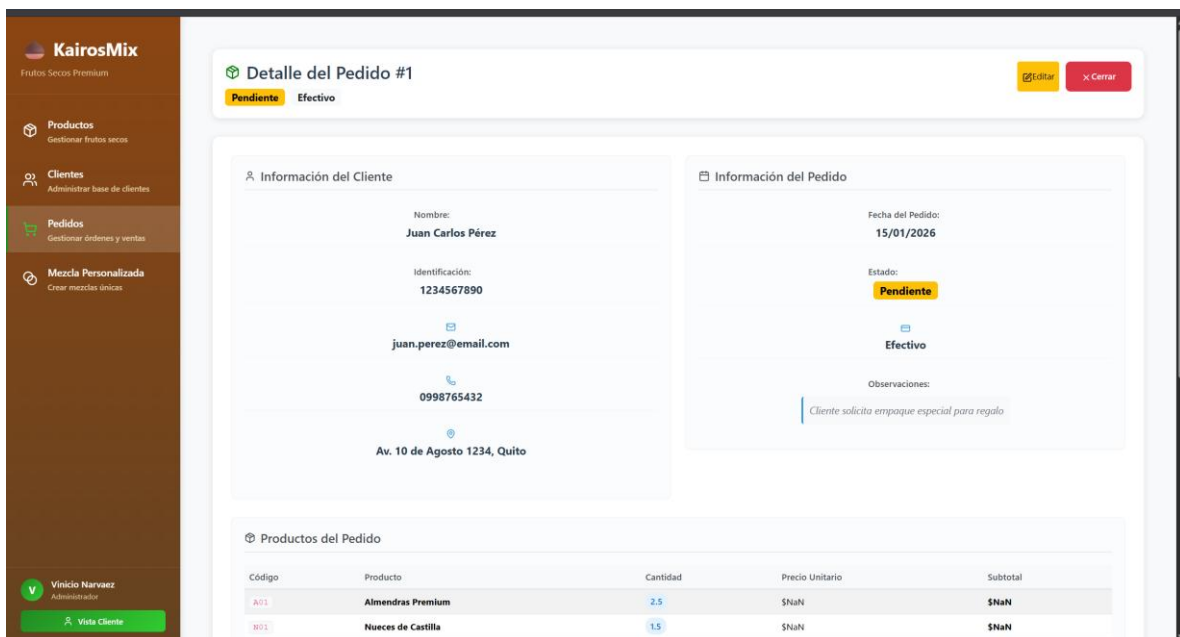 KairosMix
Frutos Secos Premium
Productos
Gestionar frutos secos
Clientes
Administrar base de clientes
Pedidos
Gestionar órdenes y ventas
Mezcla Personalizada
Crear mezclas únicas
V
Vinicio Narvaez
Administrador
Vista Cliente
Detalle del Pedido #1
Pendiente Efectivo
Editar
Cerrar
Información del Cliente
Nombre:
Juan Carlos Pérez
Identificación:
1234567890
juan.perez@email.com
0998765432
Av. 10 de Agosto 1234, Quito
Información del Pedido
Fecha del Pedido:
15/01/2026
Estado:
Pendiente
Efectivo
Observaciones:
Cliente solicita empaque especial para regalo
Productos del Pedido
Código Producto Cantidad Precio Unitario Subtotal
A01 Almendras Premium 2.5 $NaN $NaN
N01 Nueces de Castilla 1.5 $NaN $NaN